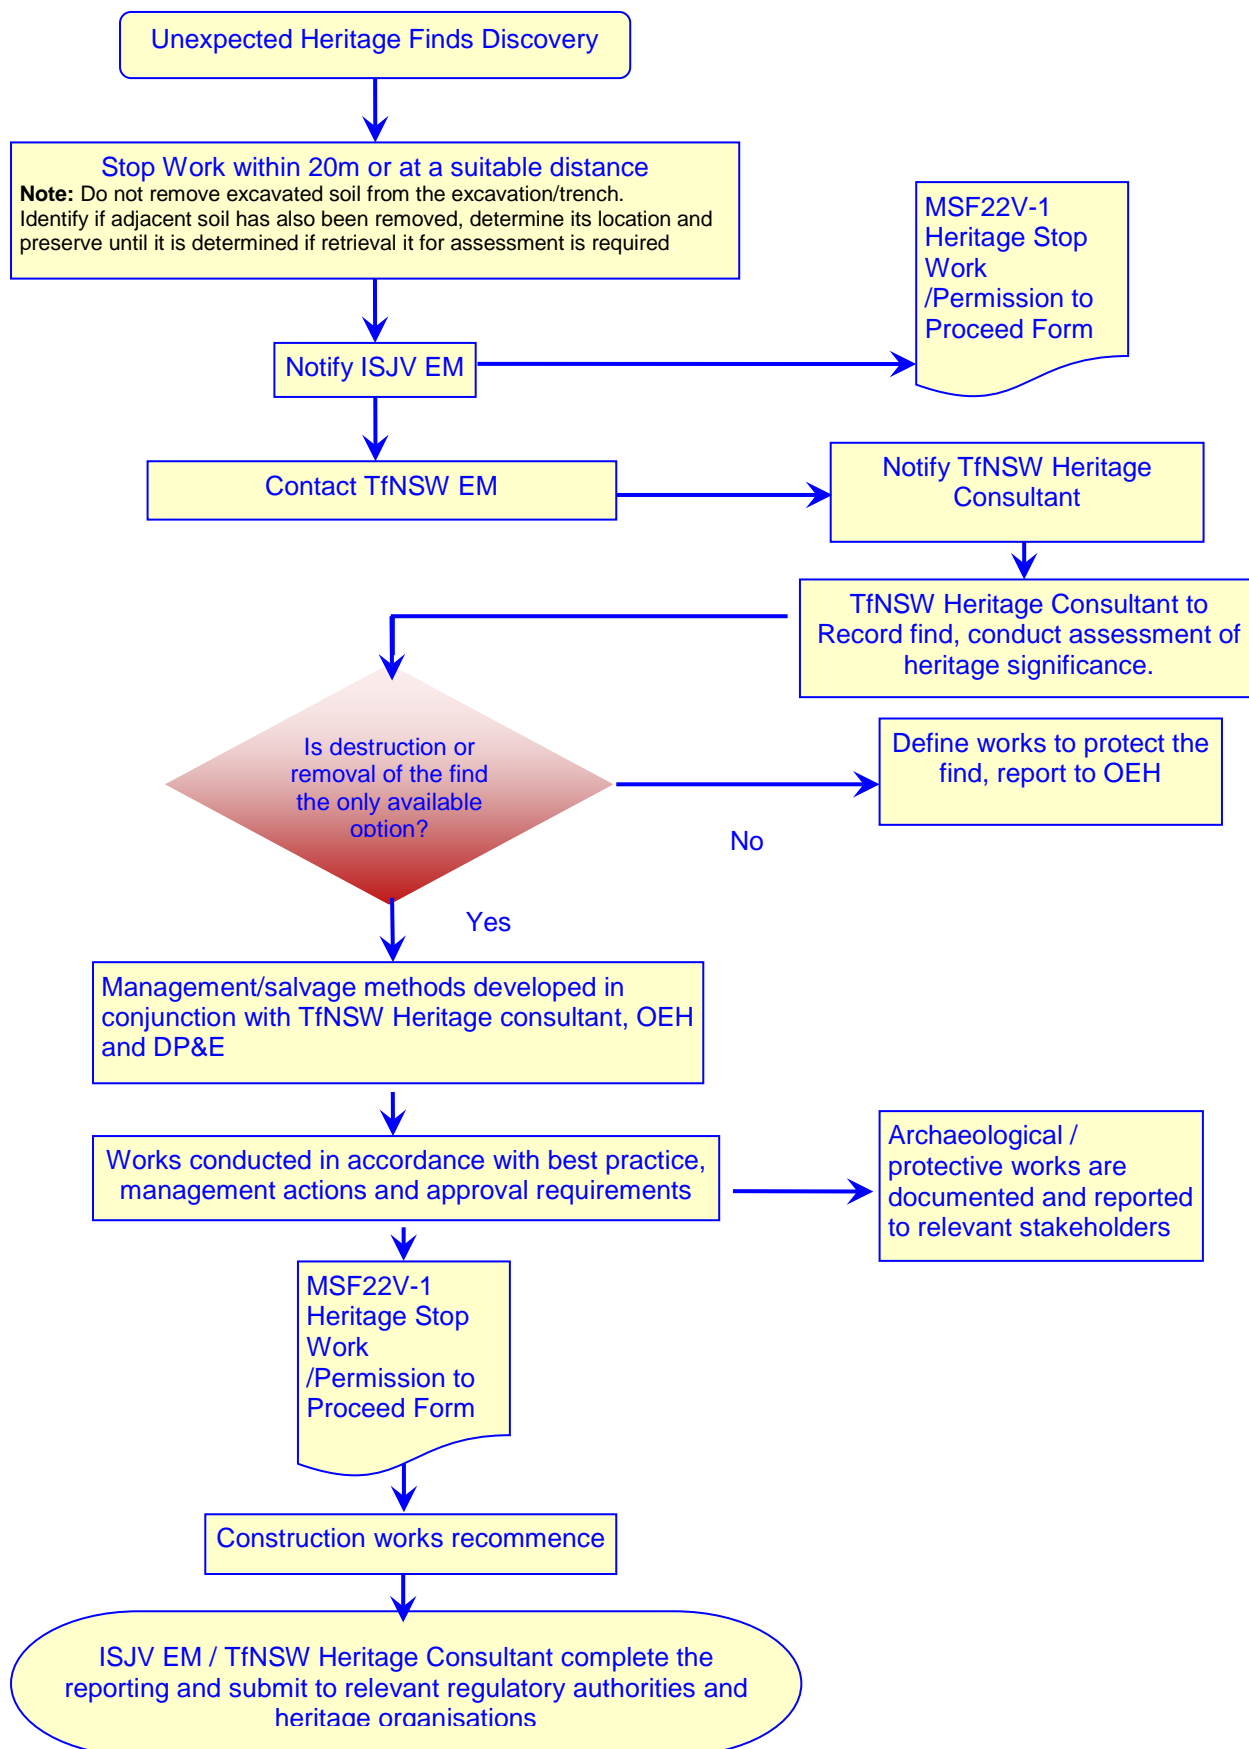 Unexpected Heritage Finds Discovery
Stop Work within 20m or at a suitable distance
Note: Do not remove excavated soil from the excavation/trench.
Identify if adjacent soil has also been removed, determine its location and
preserve until it is determined if retrieval it for assessment is required
MSF22V-1
Heritage Stop
Work
/Permission to
Proceed Form
Notify ISJV EM
Contact TfNSW EM
Notify TfNSW Heritage
Consultant
TfNSW Heritage Consultant to
Record find, conduct assessment of
heritage significance.
Is destruction or
removal of the find
the only available
option?
Define works to protect the
find, report to OEH
No
Yes
Management/salvage methods developed in
conjunction with TfNSW Heritage consultant, OEH
and DP&E
Works conducted in accordance with best practice,
management actions and approval requirements
Archaeological /
protective works are
documented and reported
to relevant stakeholders
MSF22V-1
Heritage Stop
Work
/Permission to
Proceed Form
Construction works recommence
ISJV EM / TfNSW Heritage Consultant complete the
reporting and submit to relevant regulatory authorities and
heritage organisations